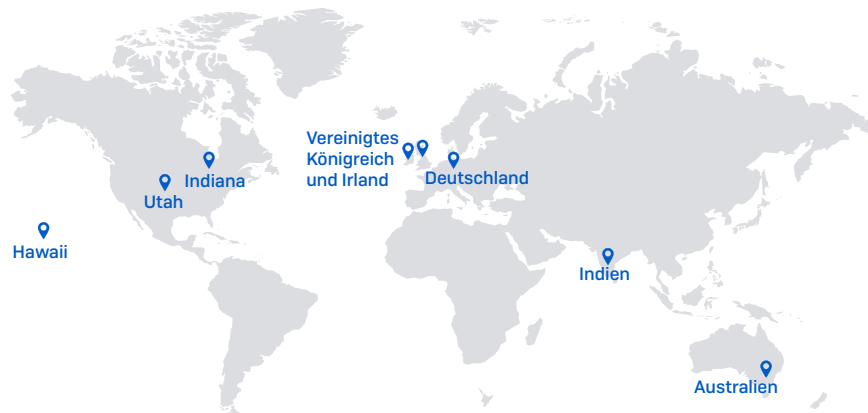 Vereinigtes
Königreich
und Irland
Deutschland
Indiana
Utah
Hawaii
Indien
Australien